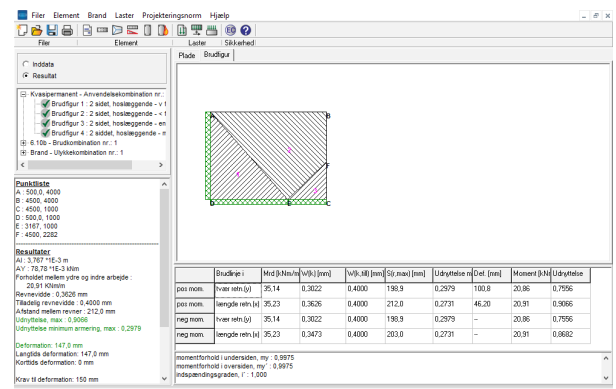 Filer Element Brand Laster Projekteringsnorm Hjælp
Filer Element Laster Sikkerhed
Inddata
Resultat
Plade Brudfigur
Kvasipermanent - Anvendelsekombination nr.:
Brudfigur 1 : 2 sidet, hoslæggende - v f
Brudfigur 2 : 2 sidet, hoslæggende - < f
Brudfigur 3 : 2 sidet, hoslæggende - en
Brudfigur 4 : 2 siddet, hoslæggende - m
6.10b - Brudkombination nr.: 1
Brand - Ulykkekombination nr.: 1
A B
F
D E C
Punktliste
A : 500,0, 4000
B : 4500, 4000
C : 4500, 1000
D : 500,0, 1000
E : 3167, 1000
F : 4500, 2282
Resultater
AI : 3,767 *1E-3 m
AY : 78,78 *1E-3 kNm
Forholdet mellem ydre og indre arbejde :
20,91 KNm/m
Revnevidde : 0,3626 mm
Tilladelig revnevidde : 0,4000 mm
Afstand mellem revner : 212,0 mm
Udnyttelse, max : 0,9066
Udnyttelse minimum armering, max : 0,2979
Deformation: 147,0 mm
Langtids deformation: 147,0 mm
Korttids deformation: 0 mm
Krav til deformation: 150 mm
Brudlinje i Mrd [kNm/m W(k) [mm] W(k,till) [mm] S(r,max) [mm] Udnyttelse m Def. [mm] Moment [kN Udnyttelse
pos mom. tvær retn.(y) 35,14 0,3022 0,4000 198,9 0,2979 100,8 20,86 0,7556
pos mom. længde retn.(x) 35,23 0,3626 0,4000 212,0 0,2731 46,20 20,91 0,9066
neg mom. tvær retn.(y) 35,14 0,3022 0,4000 198,9 0,2979 -- 20,86 0,7556
neg mom. længde retn.(x) 35,23 0,3473 0,4000 203,0 0,2731 -- 20,91 0,8682
momentforhold i undersiden, my : 0,9975
momentforhold i oversiden, my´ : 0,9975
indspændingsgraden, i´ : 1,000